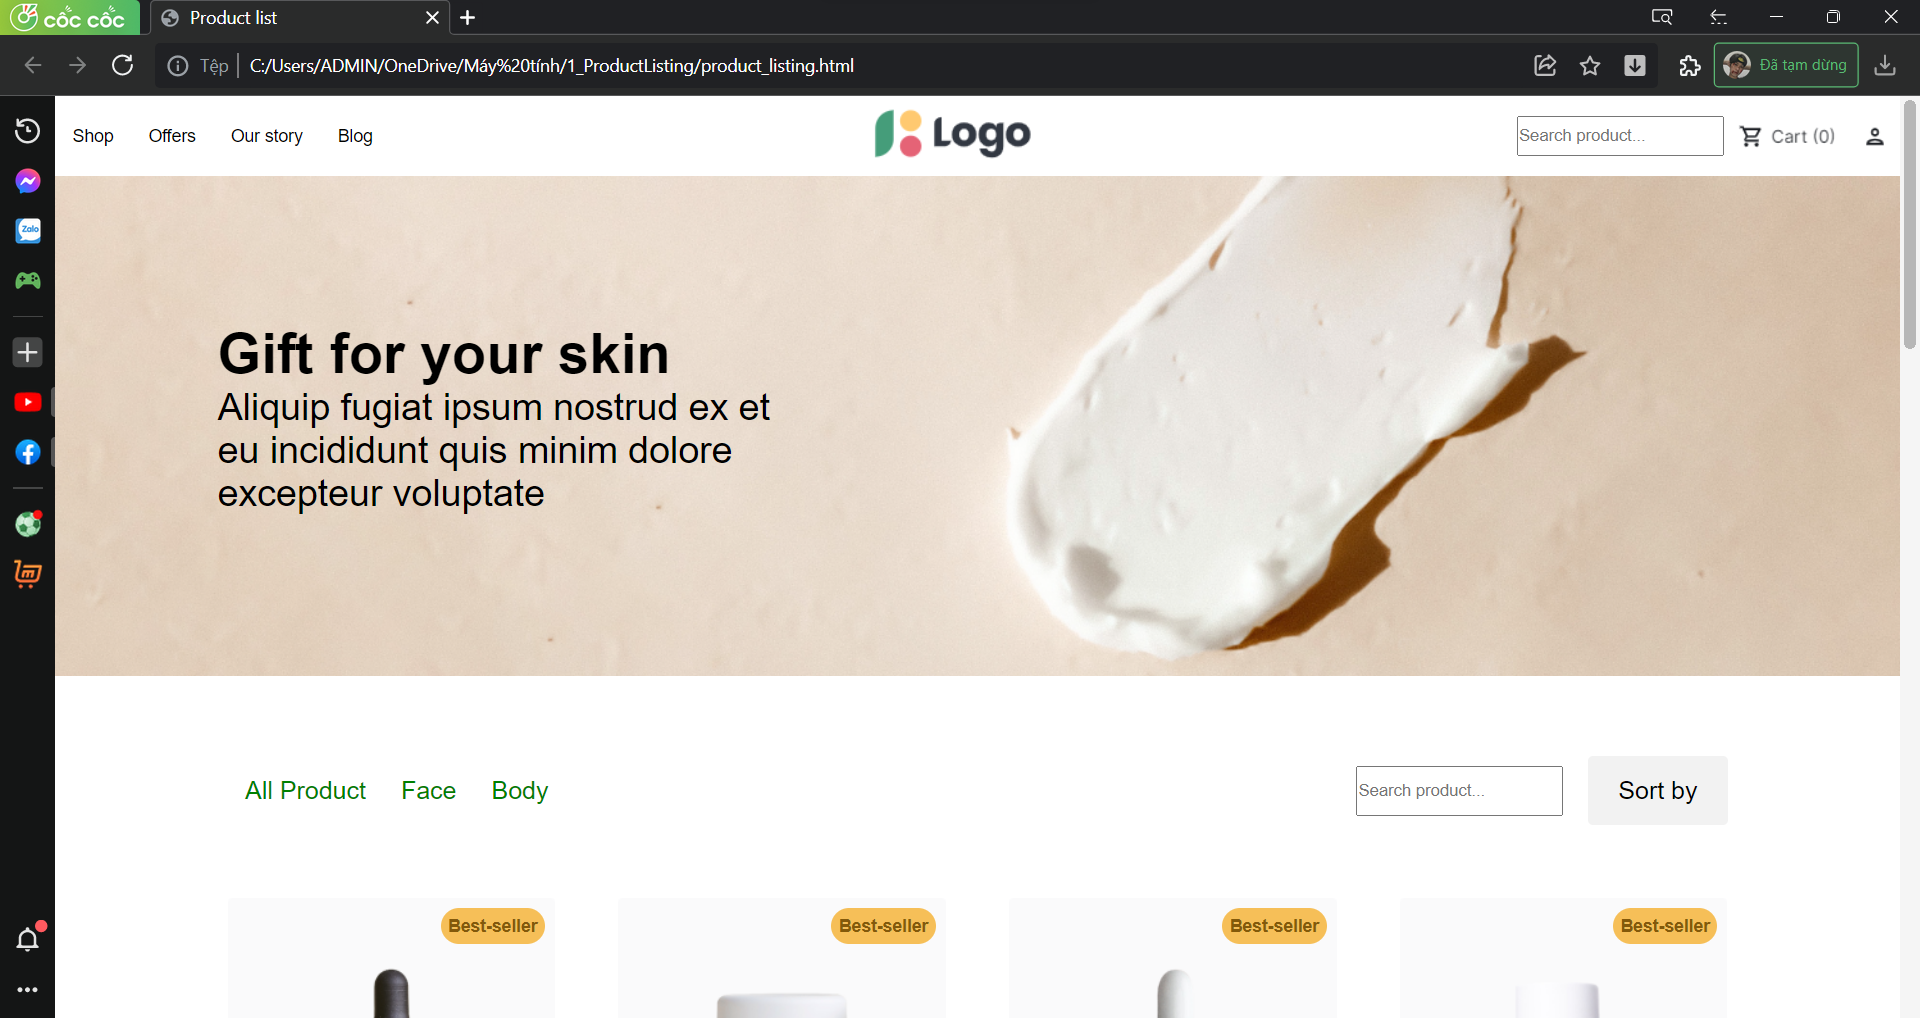 cốc cốc
Product list
Tệp
C:/Users/ADMIN/OneDrive/Máy%20tính/1_ProductListing/product_listing.html
Đã tạm dừng
Zalo
Shop
Offers
Our story
Blog
Logo
Search product...
Cart (0)
Gift for your skin
Aliquip fugiat ipsum nostrud ex et
eu incididunt quis minim dolore
excepteur voluptate
All Product
Face
Body
Search product...
Sort by
Best-seller
Best-seller
Best-seller
Best-seller